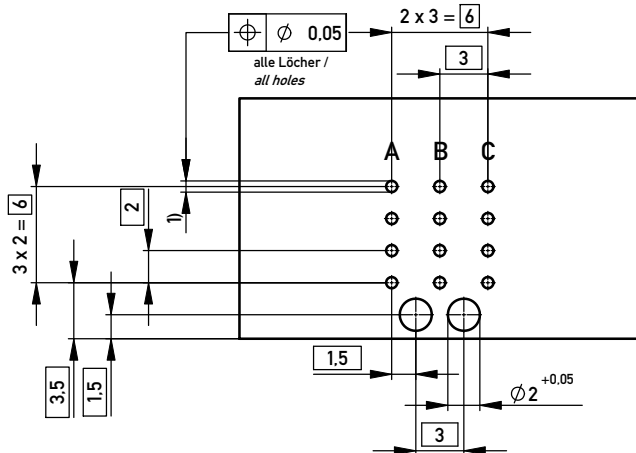 ⌖ ∅ 0,05
alle Löcher /
all holes
2 x 3 = 6
3
A B C
1)
2
3 x 2 = 6
3,5
1,5
1,5
∅2 +0,05
3